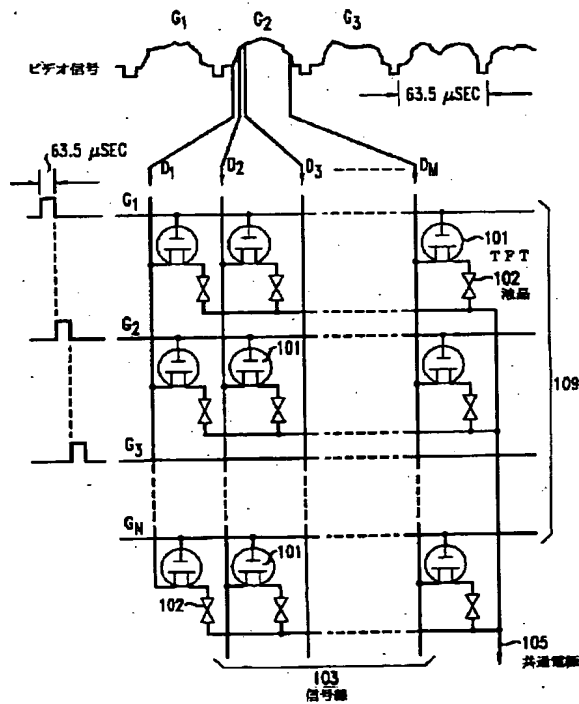 G1 G2 G3
ビデオ信号
63.5 μSEC
63.5 μSEC
D1 D2 D3 DM
G1
101
TFT
102
液晶
G2
101
109
G3
GN
101
102
105
共通電極
103
信号線